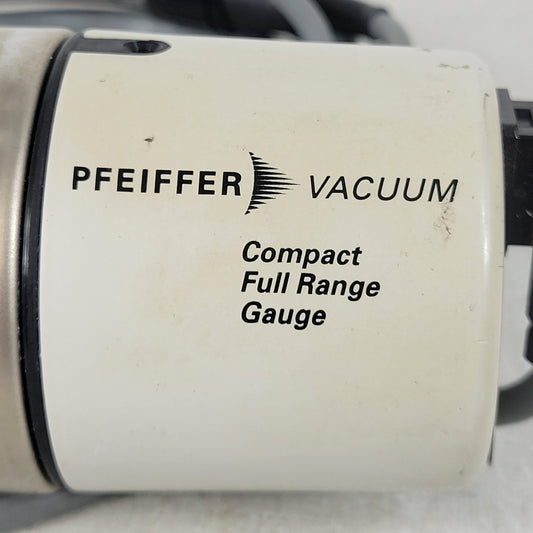 PFEIFFER VACUUM
Compact
Full Range
Gauge